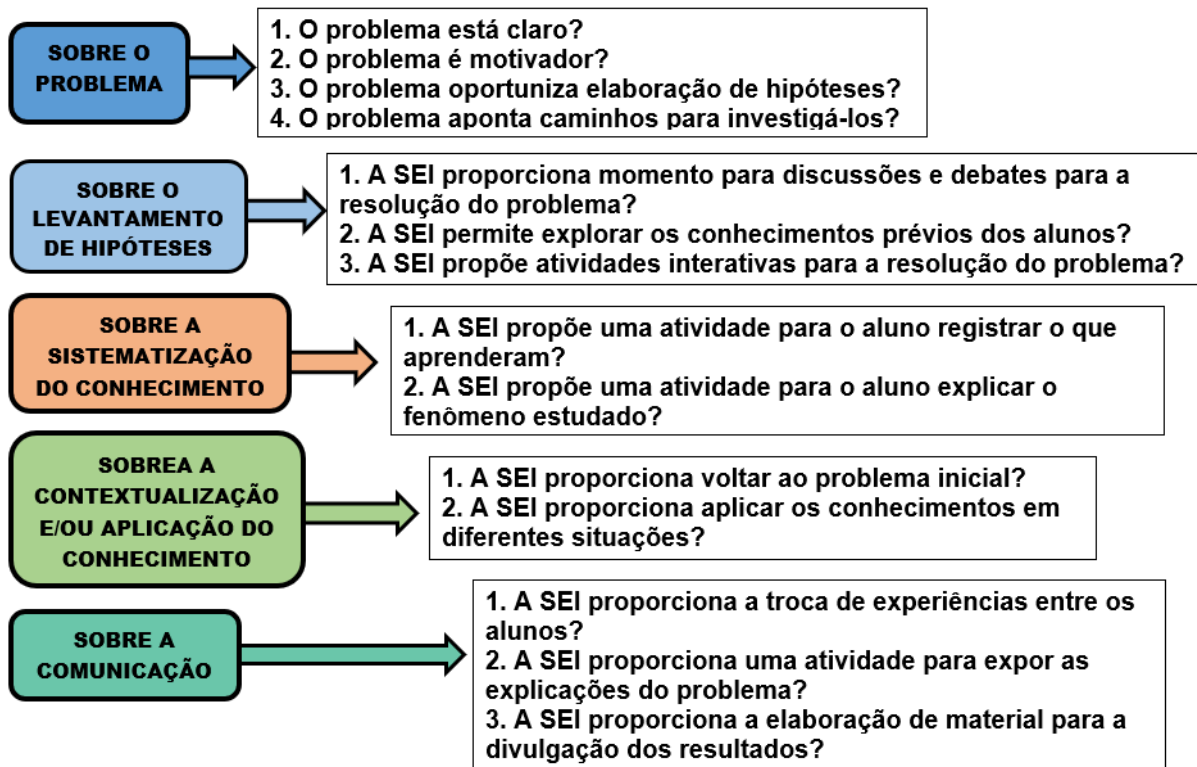 SOBRE O
PROBLEMA
1. O problema está claro?
2. O problema é motivador?
3. O problema oportuniza elaboração de hipóteses?
4. O problema aponta caminhos para investigá-los?
SOBRE O
LEVANTAMENTO
DE HIPÓTESES
1. A SEI proporciona momento para discussões e debates para a
resolução do problema?
2. A SEI permite explorar os conhecimentos prévios dos alunos?
3. A SEI propõe atividades interativas para a resolução do problema?
SOBRE A
SISTEMATIZAÇÃO
DO CONHECIMENTO
1. A SEI propõe uma atividade para o aluno registrar o que
aprenderam?
2. A SEI propõe uma atividade para o aluno explicar o
fenômeno estudado?
SOBREA A
CONTEXTUALIZAÇÃO
E/OU APLICAÇÃO DO
CONHECIMENTO
1. A SEI proporciona voltar ao problema inicial?
2. A SEI proporciona aplicar os conhecimentos em
diferentes situações?
SOBRE A
COMUNICAÇÃO
1. A SEI proporciona a troca de experiências entre os
alunos?
2. A SEI proporciona uma atividade para expor as
explicações do problema?
3. A SEI proporciona a elaboração de material para a
divulgação dos resultados?